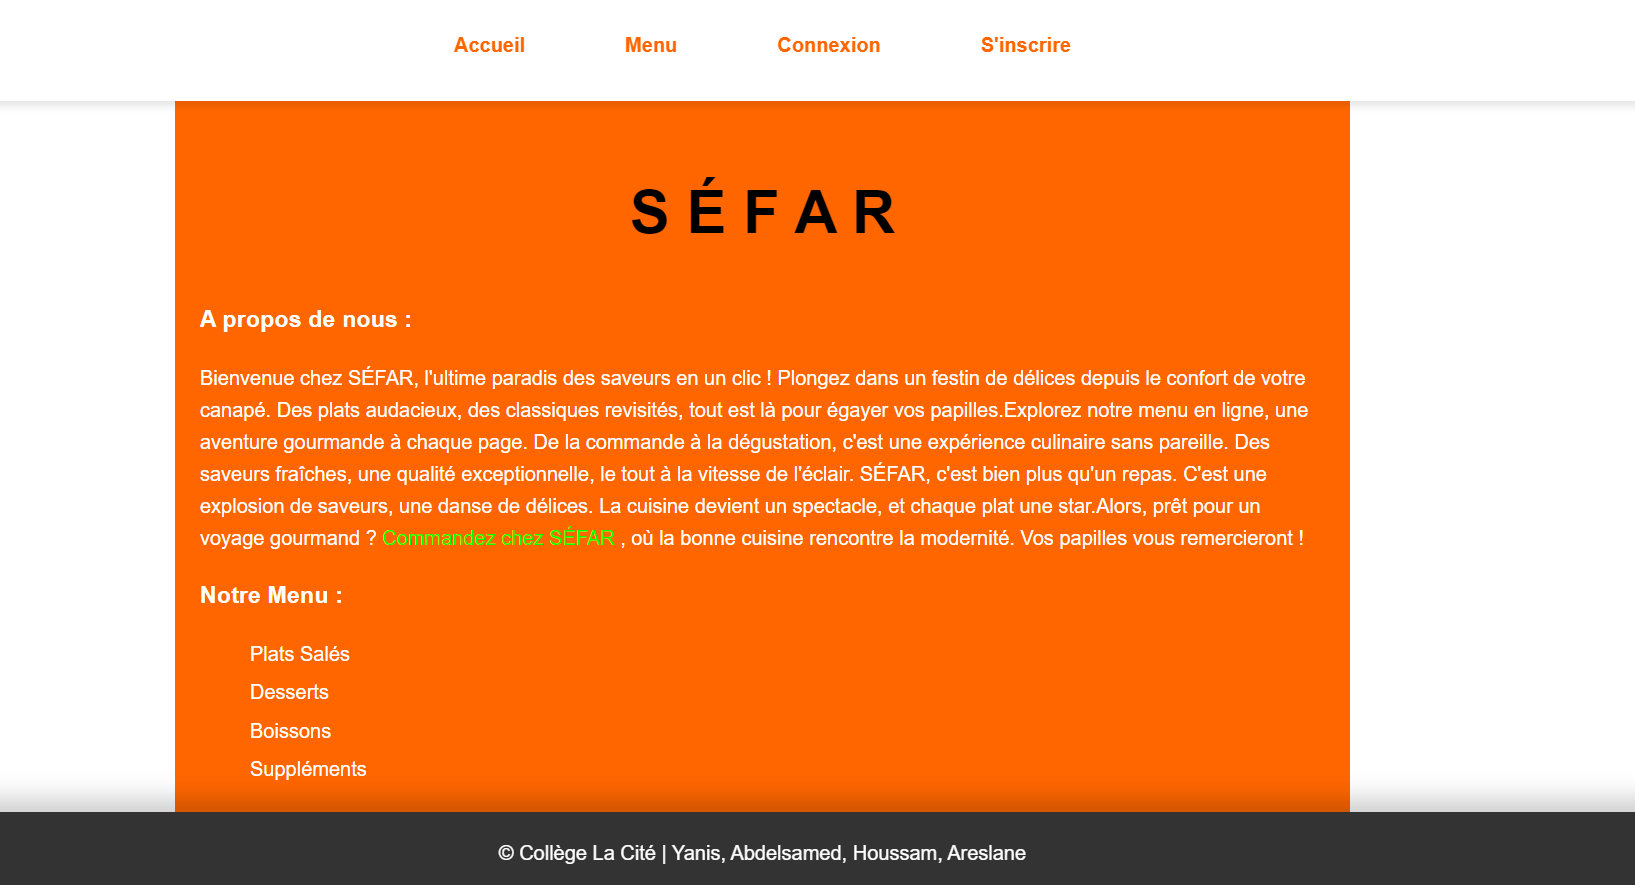 Accueil Menu Connexion S'inscrire
SÉFAR
A propos de nous :
Bienvenue chez SÉFAR, l'ultime paradis des saveurs en un clic ! Plongez dans un festin de délices depuis le confort de votre
canapé. Des plats audacieux, des classiques revisités, tout est là pour égayer vos papilles.Explorez notre menu en ligne, une
aventure gourmande à chaque page. De la commande à la dégustation, c'est une expérience culinaire sans pareille. Des
saveurs fraîches, une qualité exceptionnelle, le tout à la vitesse de l'éclair. SÉFAR, c'est bien plus qu'un repas. C'est une
explosion de saveurs, une danse de délices. La cuisine devient un spectacle, et chaque plat une star.Alors, prêt pour un
voyage gourmand ? Commandez chez SÉFAR , où la bonne cuisine rencontre la modernité. Vos papilles vous remercieront !
Notre Menu :
Plats Salés
Desserts
Boissons
Suppléments
© Collège La Cité | Yanis, Abdelsamed, Houssam, Areslane